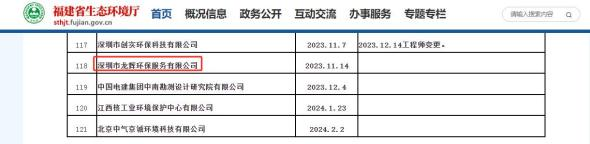 福建省生态环境厅
sthjt.fujian.gov.cn
首页 概况信息 政务公开 互动交流 办事服务 专题专栏
请输入搜索内容
117 深圳市创实环保科技有限公司 2023.11.7 2023.12.14工程师变更。
118 深圳市龙辉环保服务有限公司 2023.11.14
119 中国电建集团中南勘测设计研究院有限公司 2023.12.4
120 江西核工业环境保护中心有限公司 2024.1.23
121 北京中气京诚环境科技有限公司 2024.2.2